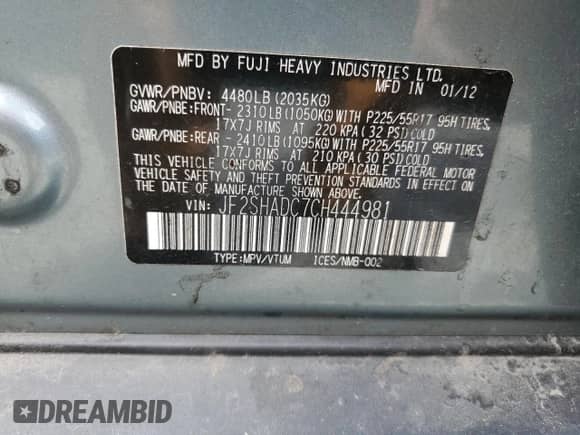 MFD BY FUJI HEAVY INDUSTRIES LTD.
MFD IN 01/12
GVWR/PNBV: 4480LB(2035KG)
GAWR/PNBE:FRONT- 2310LB(1050KG)WITH P225/55R17 95H TIRES,
17X7J RIMS AT 220 KPA(32 PSI)COLD
GAWR/PNBE:REAR - 2410LB(1095KG)WITH P225/55R17 95H TIRES,
17X7J RIMS AT 210 KPA(30 PSI)COLD
THIS VEHICLE CONFORMS TO ALL APPLICABLE FEDERAL MOTOR
VEHICLE SAFETY AND THEFT PREVENTION STANDARDS IN EFFECT
ON THE DATE OF MANUFACTURE SHOWN ABOVE.
VIN: JF2SHADC7CH444981
TYPE:MPV/VTUM ICES/NMB-002
DREAMBID